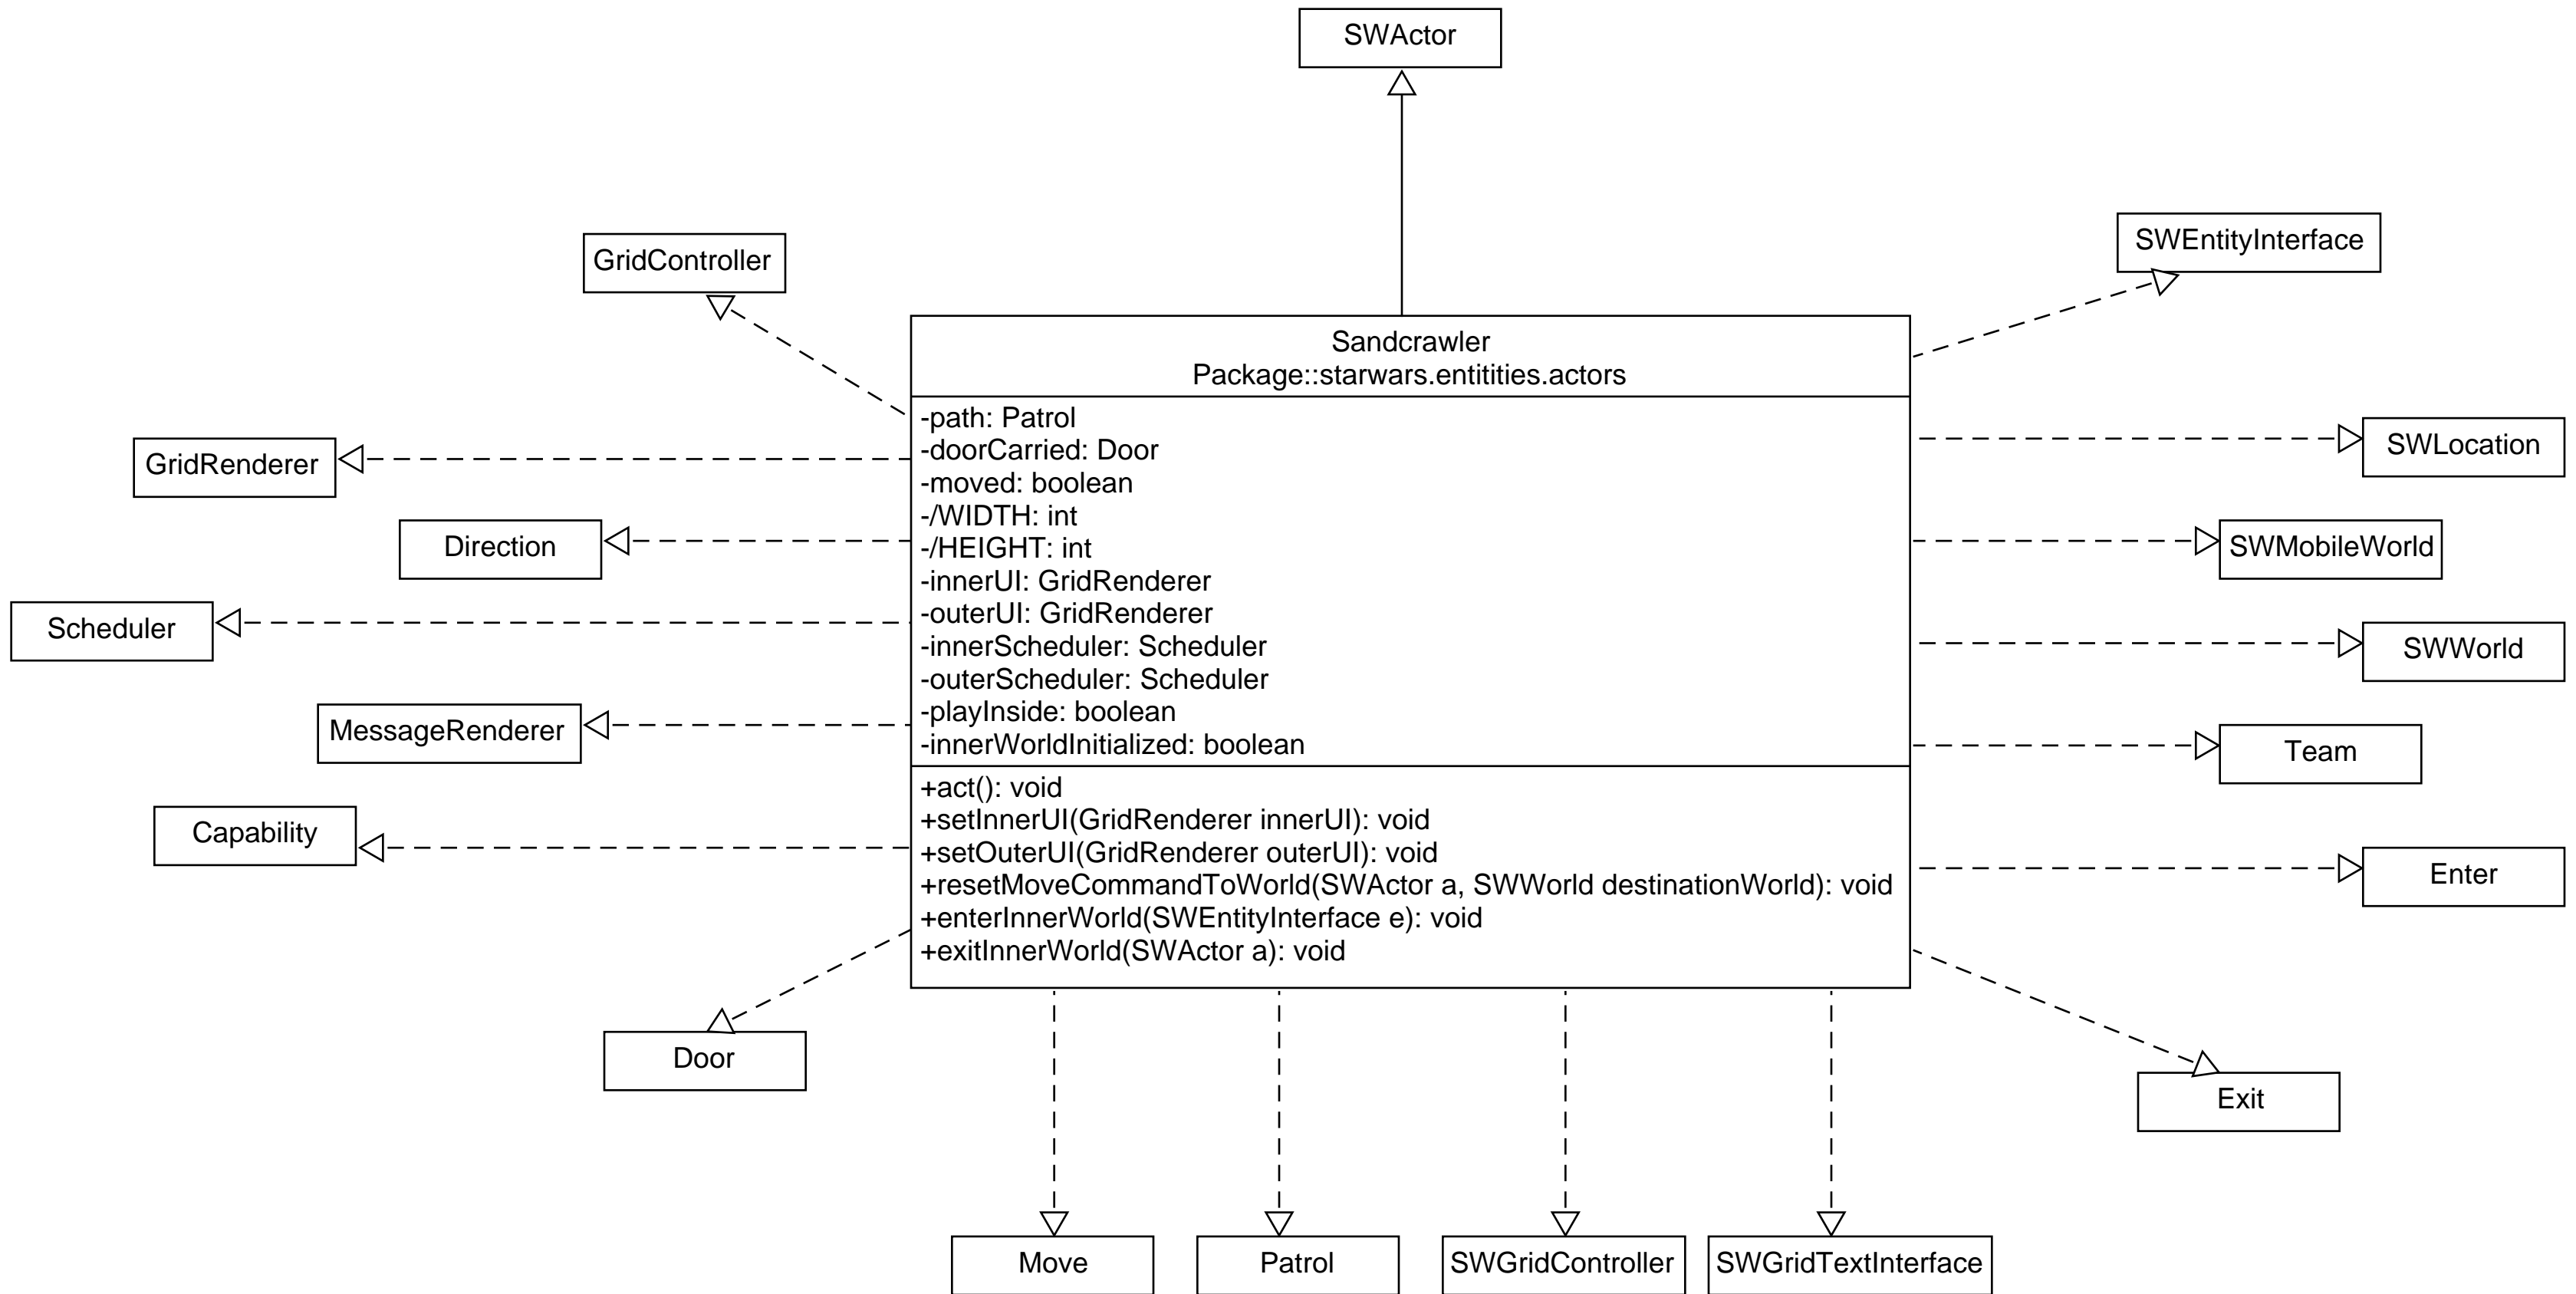 SWActor
SWEntityInterface
GridController
Sandcrawler
Package::starwars.entitities.actors
-path: Patrol
-doorCarried: Door
-moved: boolean
-/WIDTH: int
-/HEIGHT: int
-innerUI: GridRenderer
-outerUI: GridRenderer
-innerScheduler: Scheduler
-outerScheduler: Scheduler
-playInside: boolean
-innerWorldInitialized: boolean
+act(): void
+setInnerUI(GridRenderer innerUI): void
+setOuterUI(GridRenderer outerUI): void
+resetMoveCommandToWorld(SWActor a, SWWorld destinationWorld): void
+enterInnerWorld(SWEntityInterface e): void
+exitInnerWorld(SWActor a): void
GridRenderer
Direction
Scheduler
MessageRenderer
Capability
Door
SWLocation
SWMobileWorld
SWWorld
Team
Enter
Exit
Move
Patrol
SWGridController
SWGridTextInterface